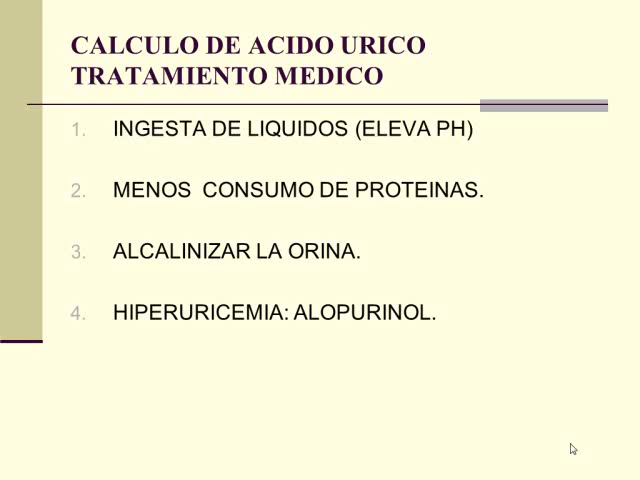 CALCULO DE ACIDO URICO
TRATAMIENTO MEDICO
1. INGESTA DE LIQUIDOS (ELEVA PH)
2. MENOS CONSUMO DE PROTEINAS.
3. ALCALINIZAR LA ORINA.
4. HIPERURICEMIA: ALOPURINOL.